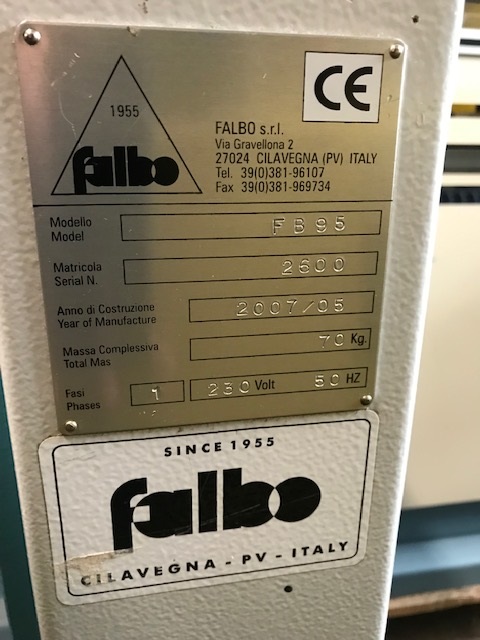 1955
falbo
CE
FALBO s.r.l.
Via Gravellona 2
27024 CILAVEGNA (PV) ITALY
Tel. 39(0)381-96107
Fax 39(0)381-969734
Modello
Model
FB95
Matricola
Serial N.
2600
Anno di Costruzione
Year of Manufacture
2007/05
Massa Complessiva
Total Mas
70 Kg.
Fasi
Phases
1
230 Volt 50 HZ
SINCE 1955
falbo
CILAVEGNA - PV - ITALY